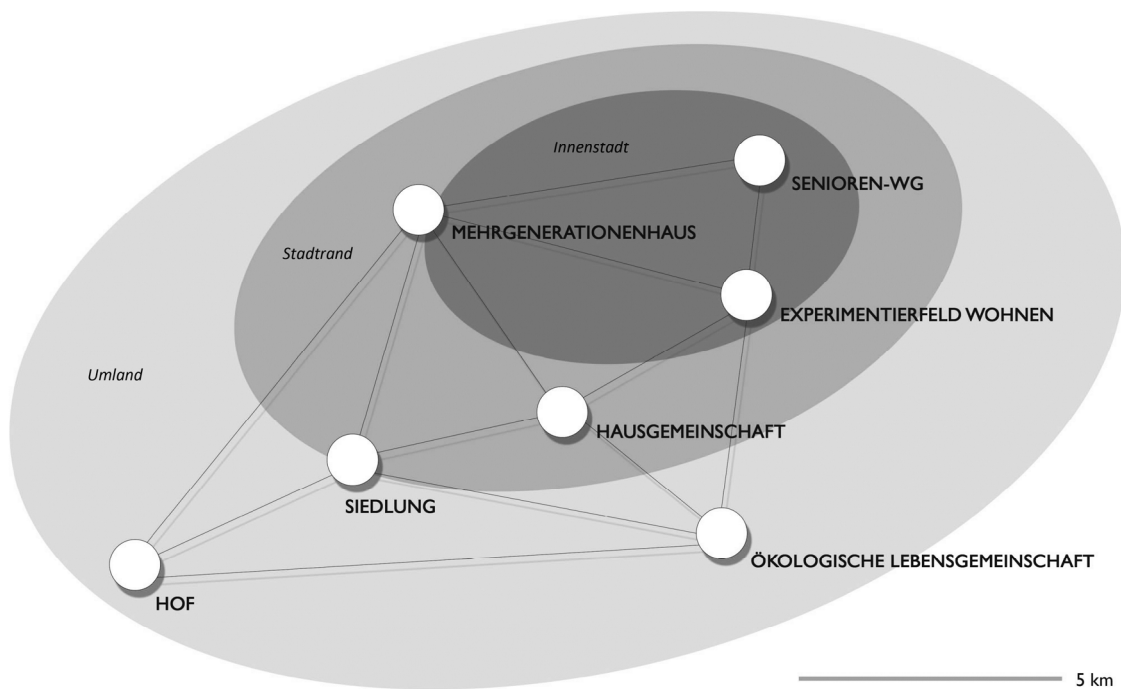 Innenstadt
SENIOREN-WG
MEHRGENERATIONENHAUS
Stadtrand
EXPERIMENTIERFELD WOHNEN
Umland
HAUSGEMEINSCHAFT
SIEDLUNG
ÖKOLOGISCHE LEBENSGEMEINSCHAFT
HOF
5 km